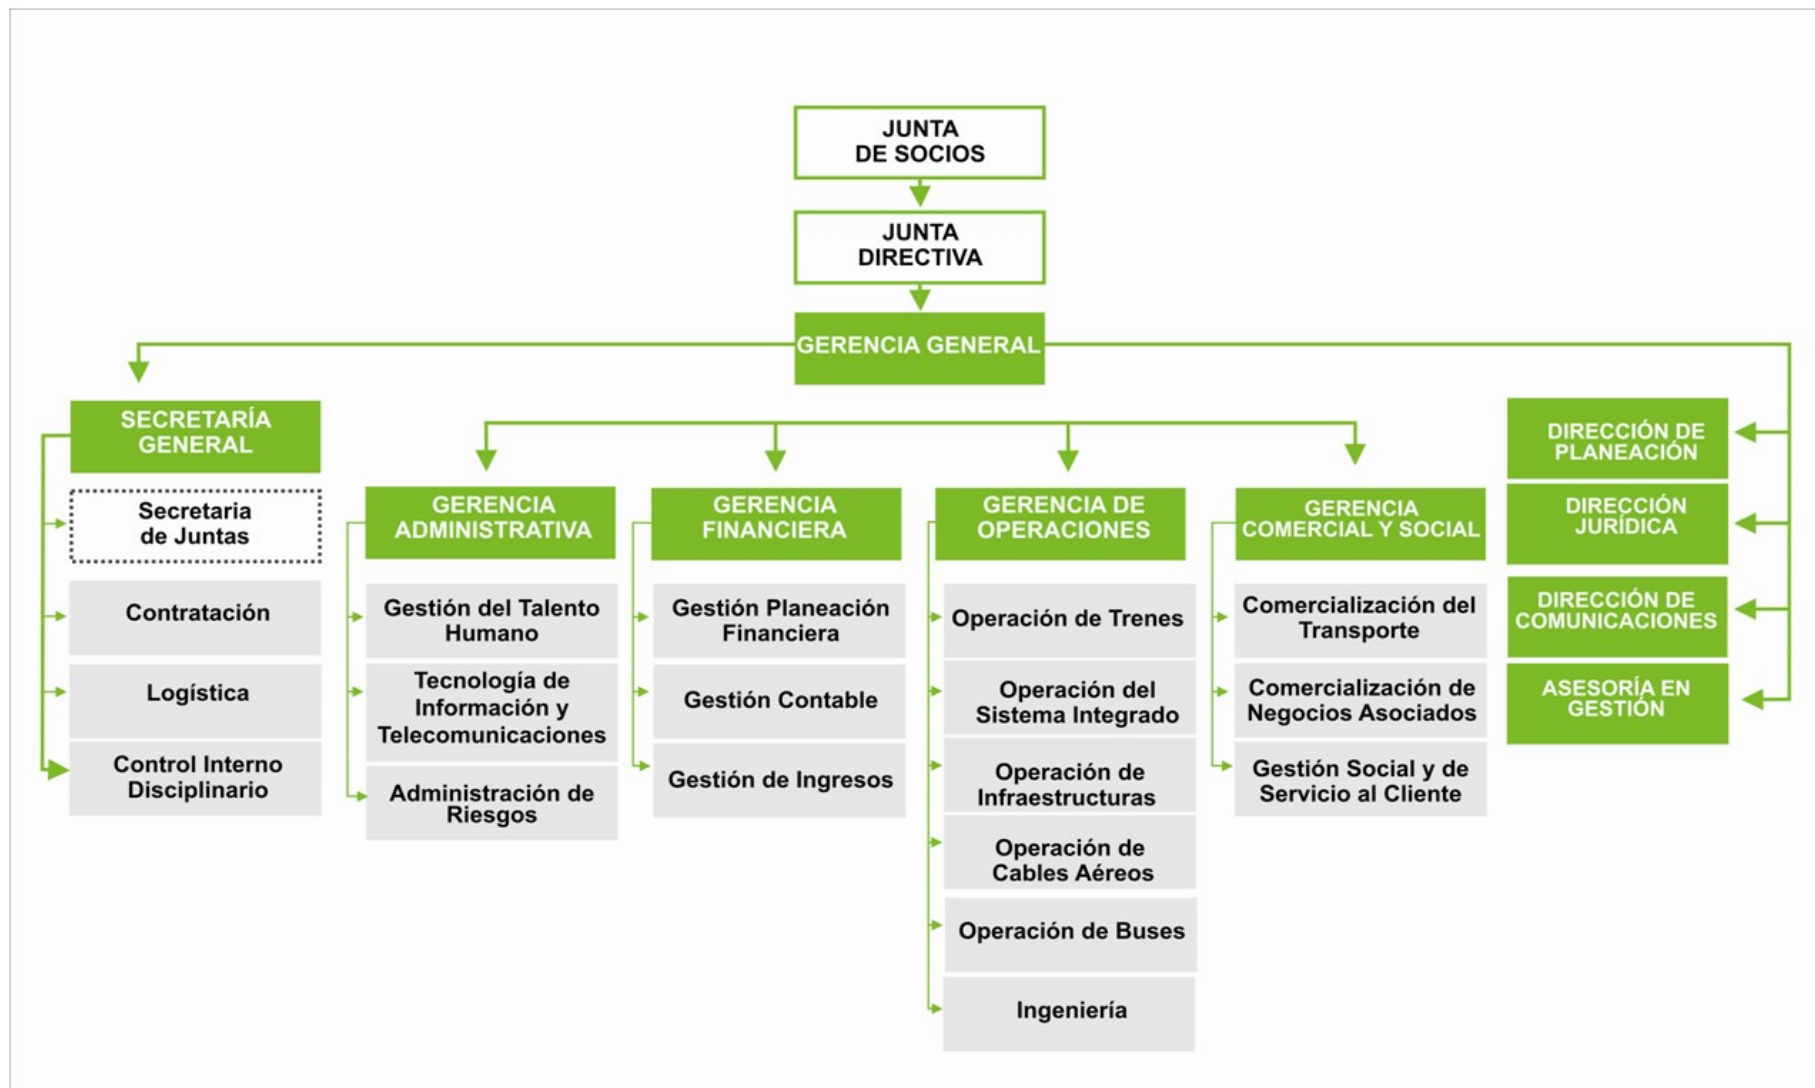 JUNTA
DE SOCIOS
JUNTA
DIRECTIVA
GERENCIA GENERAL
SECRETARÍA
GENERAL
Secretaria
de Juntas
Contratación
Logística
Control Interno
Disciplinario
GERENCIA
ADMINISTRATIVA
Gestión del Talento
Humano
Tecnología de
Información y
Telecomunicaciones
Administración de
Riesgos
GERENCIA
FINANCIERA
Gestión Planeación
Financiera
Gestión Contable
Gestión de Ingresos
GERENCIA DE
OPERACIONES
Operación de Trenes
Operación del
Sistema Integrado
Operación de
Infraestructuras
Operación de
Cables Aéreos
Operación de Buses
Ingeniería
GERENCIA
COMERCIAL Y SOCIAL
Comercialización del
Transporte
Comercialización de
Negocios Asociados
Gestión Social y de
Servicio al Cliente
DIRECCIÓN DE
PLANEACIÓN
DIRECCIÓN
JURÍDICA
DIRECCIÓN DE
COMUNICACIONES
ASESORÍA EN
GESTIÓN